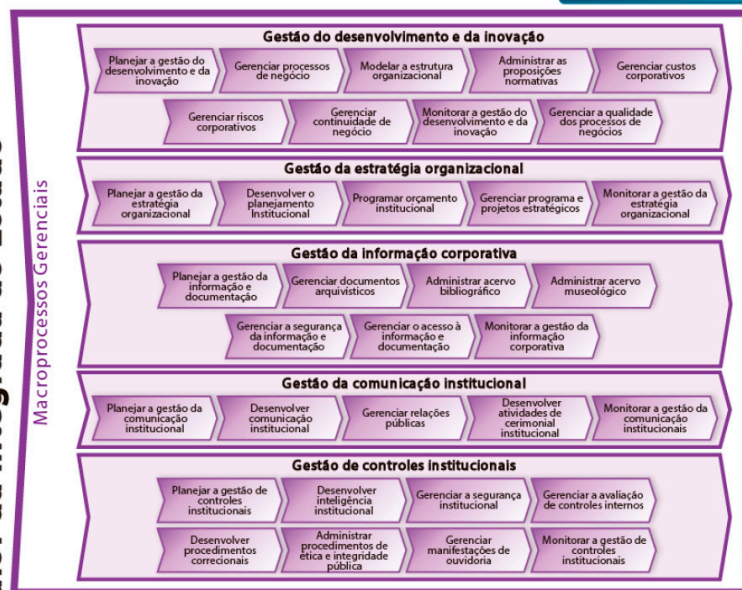 Macroprocessos Gerenciais
Gestão do desenvolvimento e da inovação
Planejar a gestão do
desenvolvimento e da
inovação
Gerenciar processos
de negócio
Modelar a estrutura
organizacional
Administrar as
proposições
normativas
Gerenciar custos
corporativos
Gerenciar riscos
corporativos
Gerenciar
continuidade de
negócio
Monitorar a gestão do
desenvolvimento e da
inovação
Gerenciar a qualidade
dos processos de
negócios
Gestão da estratégia organizacional
Planejar a gestão da
estratégia
organizacional
Desenvolver o
planejamento
Institucional
Programar orçamento
institucional
Gerenciar programa e
projetos estratégicos
Monitorar a gestão da
estratégia
organizacional
Gestão da informação corporativa
Planejar a gestão da
informação e
documentação
Gerenciar documentos
arquivísticos
Administrar acervo
bibliográfico
Administrar acervo
museológico
Gerenciar a segurança
da informação e
documentação
Gerenciar o acesso à
informação e
documentação
Monitorar a gestão da
informação
corporativa
Gestão da comunicação institucional
Planejar a gestão da
comunicação
institucional
Desenvolver
comunicação
institucional
Gerenciar relações
públicas
Desenvolver
atividades de
cerimonial
institucional
Monitorar a gestão da
comunicação
institucionais
Gestão de controles institucionais
Planejar a gestão de
controles
institucionais
Desenvolver
inteligência
institucional
Gerenciar a segurança
institucional
Gerenciar a avaliação
de controles internos
Desenvolver
procedimentos
correcionais
Administrar
procedimentos de
ética e integridade
pública
Gerenciar
manifestações de
ouvidoria
Monitorar a gestão de
controles
institucionais